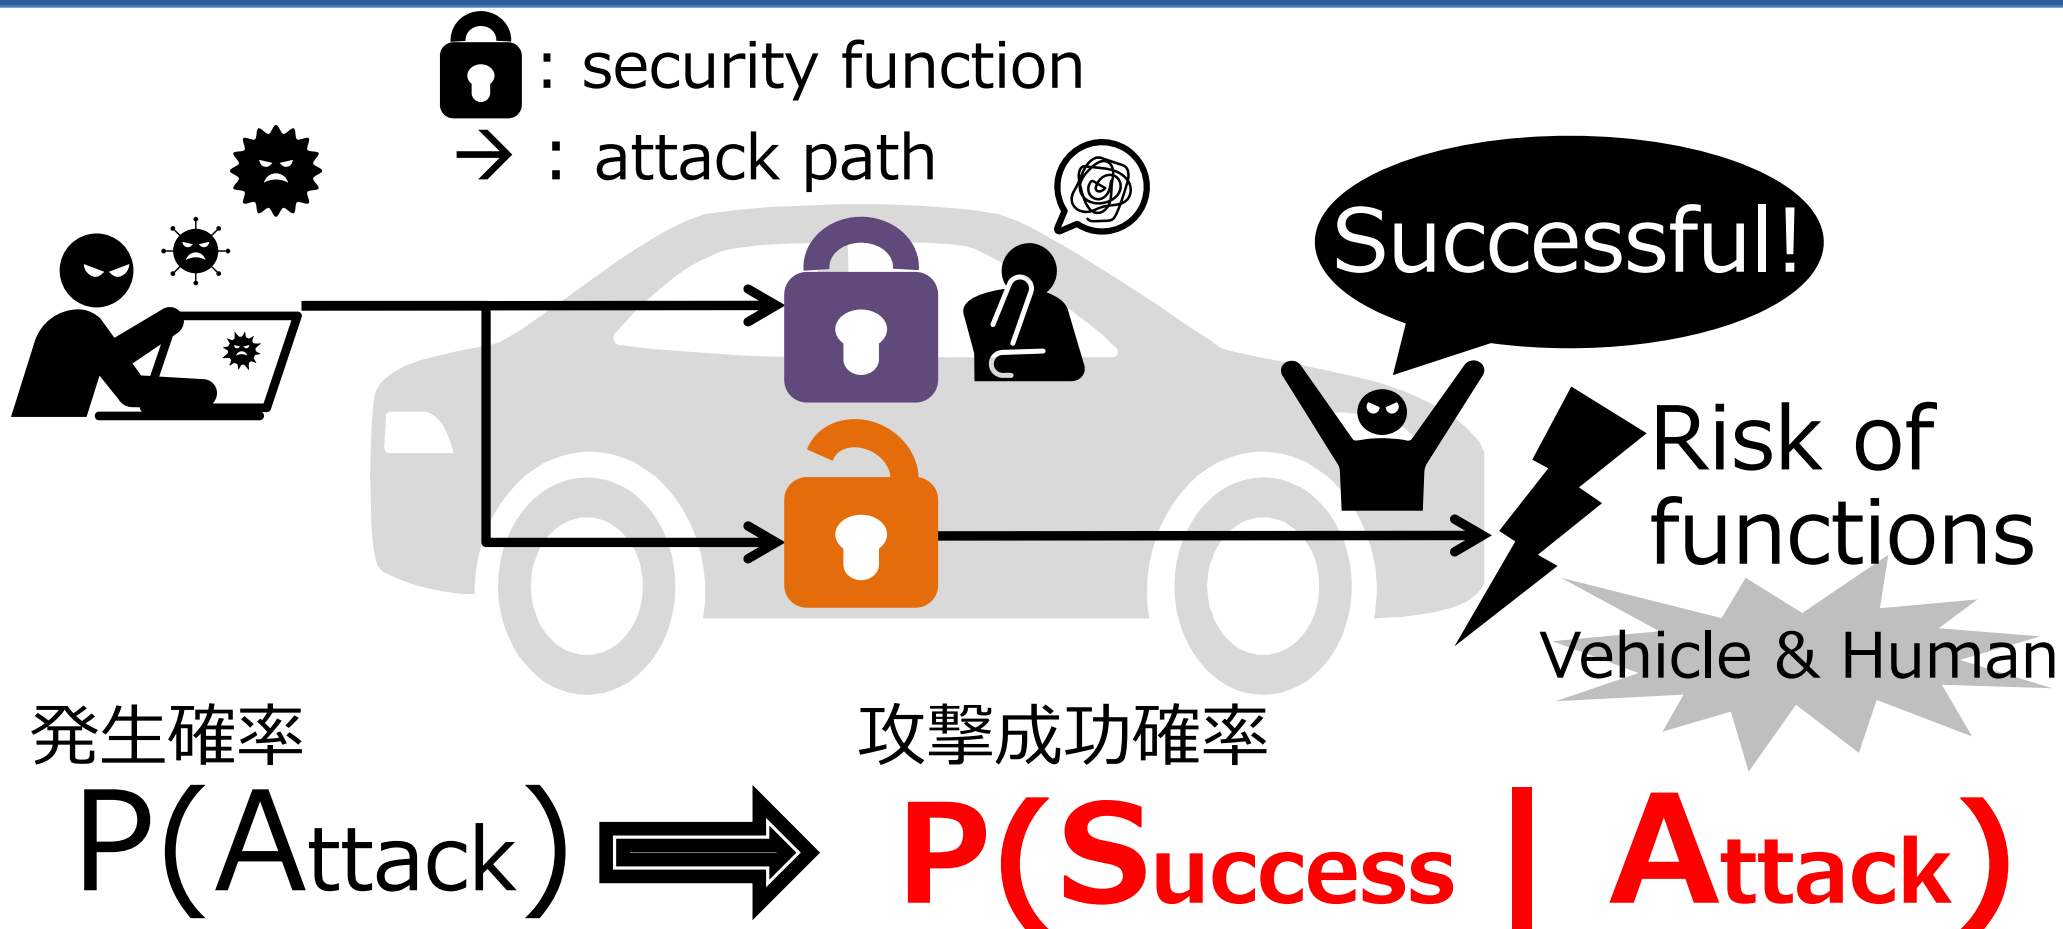 : security function
→ : attack path
Successful!
Risk of
functions
Vehicle & Human
発生確率
攻撃成功確率
P(Attack)
P(Success | Attack)